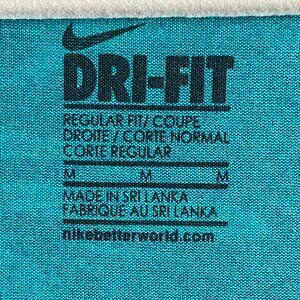 DRI-FIT
REGULAR FIT/ COUPE
DROITE / CORTE NORMAL
CORTE REGULAR
M M M
MADE IN SRI LANKA
FABRIQUE AU SRI LANKA
nikebetterworld.com